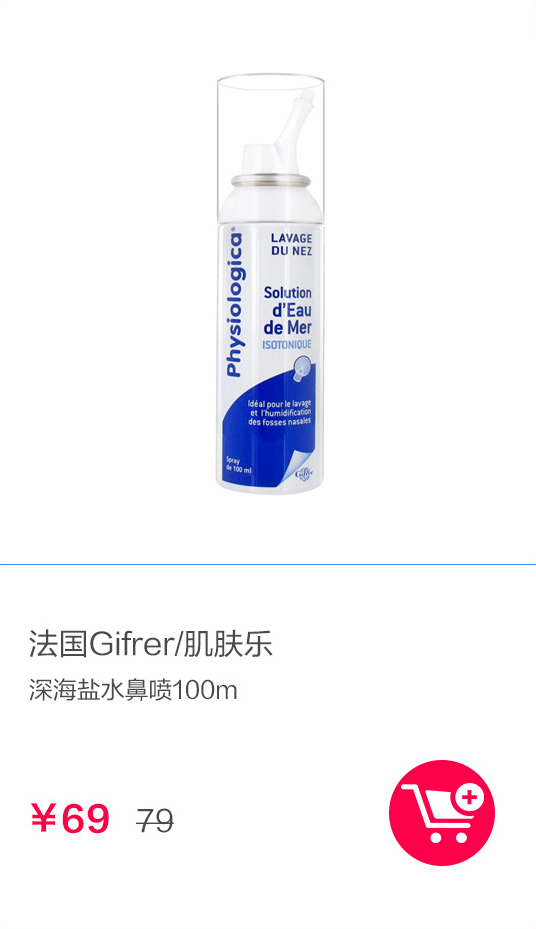 Physiologica®
LAVAGE
DU NEZ
Solution
d'Eau
de Mer
ISOTONIQUE
Idéal pour le lavage
et l'humidification
des fosses nasales
Spray
de 100 ml
Gifrer
法国Gifrer/肌肤乐
深海盐水鼻喷100m
¥69 79